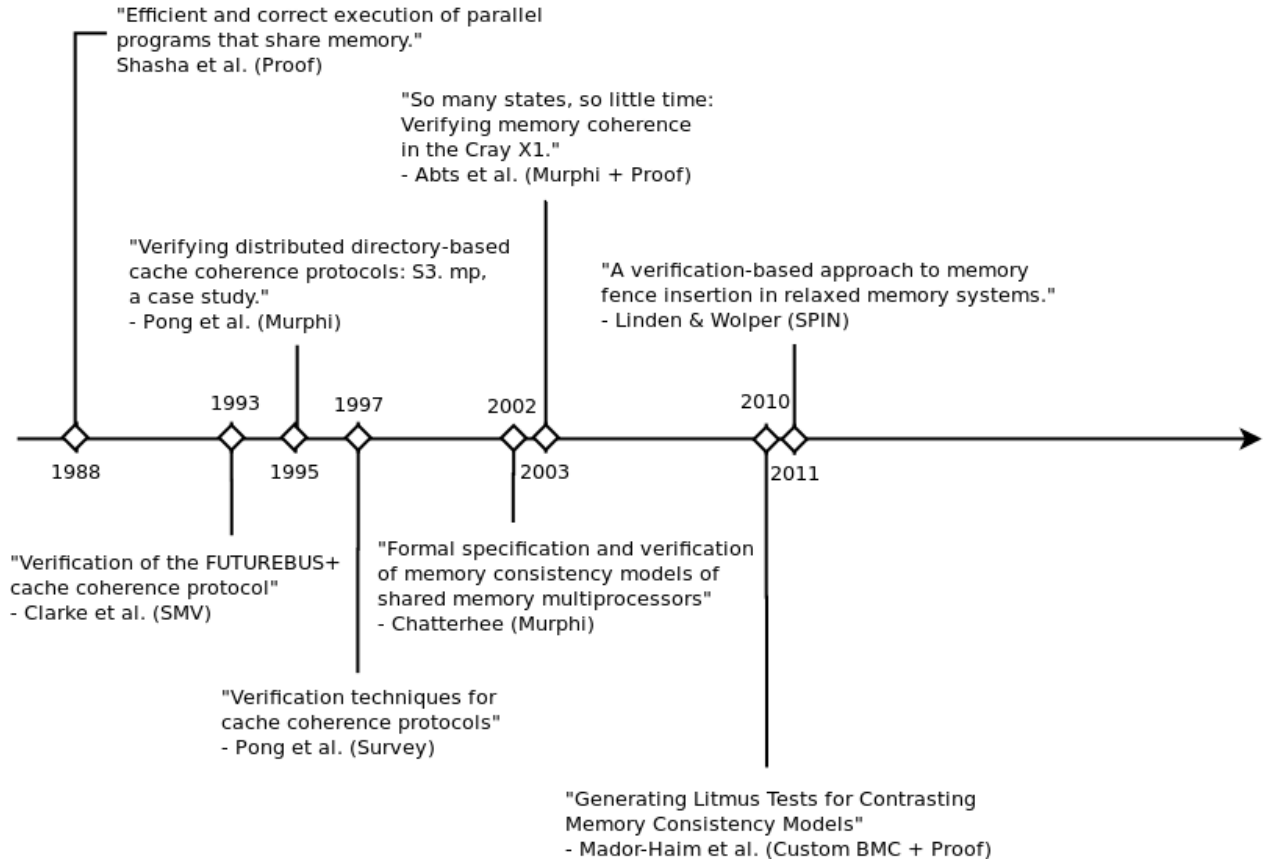 "Efficient and correct execution of parallel
programs that share memory."
Shasha et al. (Proof)
"So many states, so little time:
Verifying memory coherence
in the Cray X1."
- Abts et al. (Murphi + Proof)
"Verifying distributed directory-based
cache coherence protocols: S3. mp,
a case study."
- Pong et al. (Murphi)
"A verification-based approach to memory
fence insertion in relaxed memory systems."
- Linden & Wolper (SPIN)
1993
1997
2002
2010
1988
1995
2003
2011
"Verification of the FUTUREBUS+
cache coherence protocol"
- Clarke et al. (SMV)
"Formal specification and verification
of memory consistency models of
shared memory multiprocessors"
- Chatterhee (Murphi)
"Verification techniques for
cache coherence protocols"
- Pong et al. (Survey)
"Generating Litmus Tests for Contrasting
Memory Consistency Models"
- Mador-Haim et al. (Custom BMC + Proof)